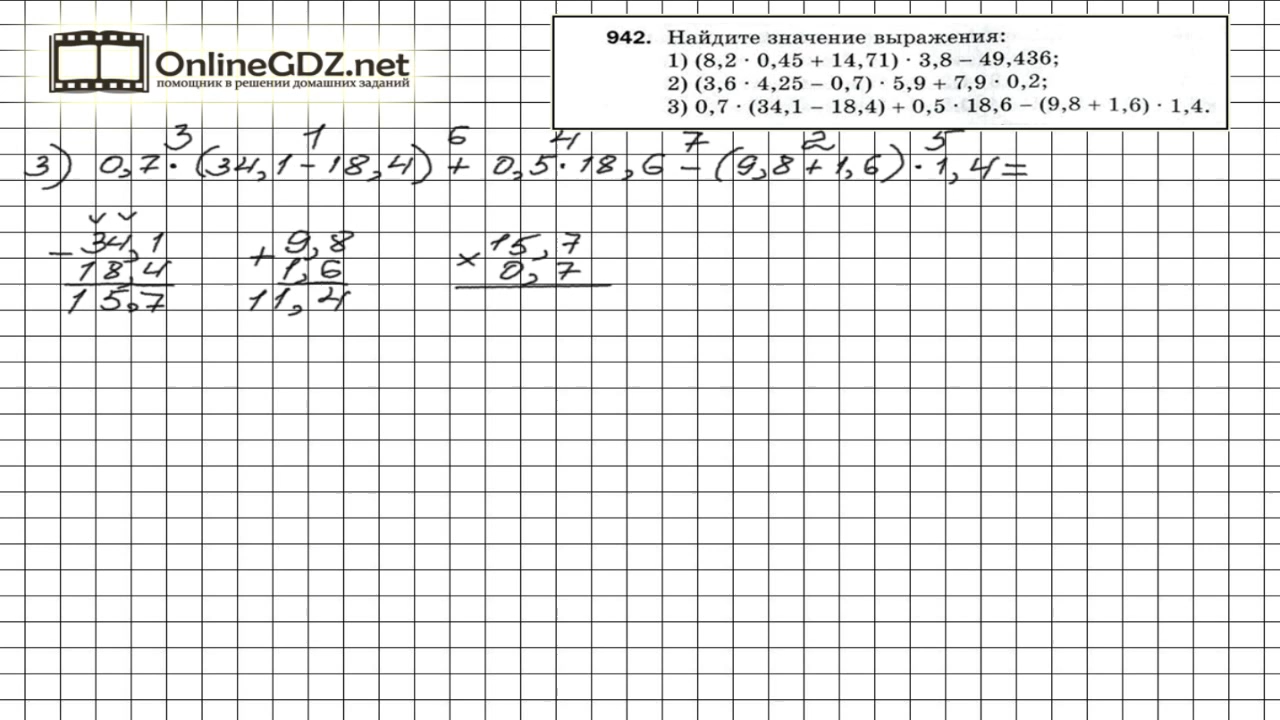 OnlineGDZ.net
помощник в решении домашних заданий
942. Найдите значение выражения:
1) (8,2 · 0,45 + 14,71) · 3,8 – 49,436;
2) (3,6 · 4,25 – 0,7) · 5,9 + 7,9 · 0,2;
3) 0,7 · (34,1 – 18,4) + 0,5 · 18,6 – (9,8 + 1,6) · 1,4.
3 1 6 4 7 2 5
3) 0,7 · (34,1 – 18,4) + 0,5 · 18,6 – (9,8 + 1,6) · 1,4 =
– 34,1
18,4
15,7
+ 9,8
1,6
11,4
× 15,7
0,7